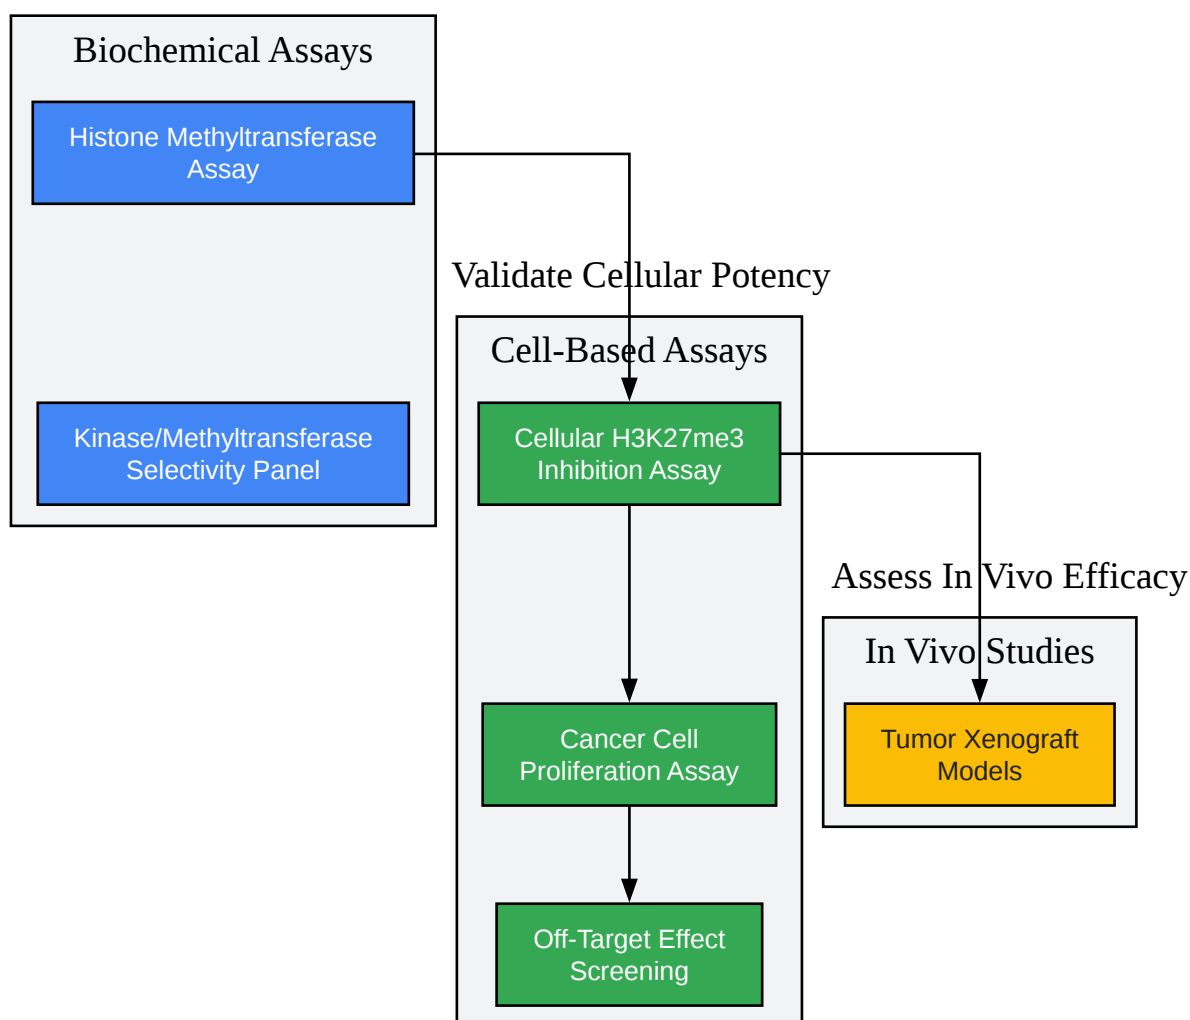 Biochemical Assays
Histone Methyltransferase
Assay
Kinase/Methyltransferase
Selectivity Panel
Validate Cellular Potency
Cell-Based Assays
Cellular H3K27me3
Inhibition Assay
Cancer Cell
Proliferation Assay
Off-Target Effect
Screening
Assess In Vivo Efficacy
In Vivo Studies
Tumor Xenograft
Models